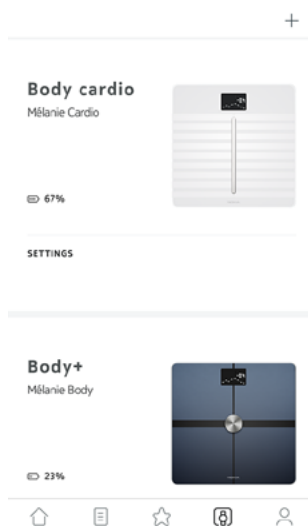 Body cardio
Mélanie Cardio
67%
SETTINGS
Body+
Mélanie Body
23%